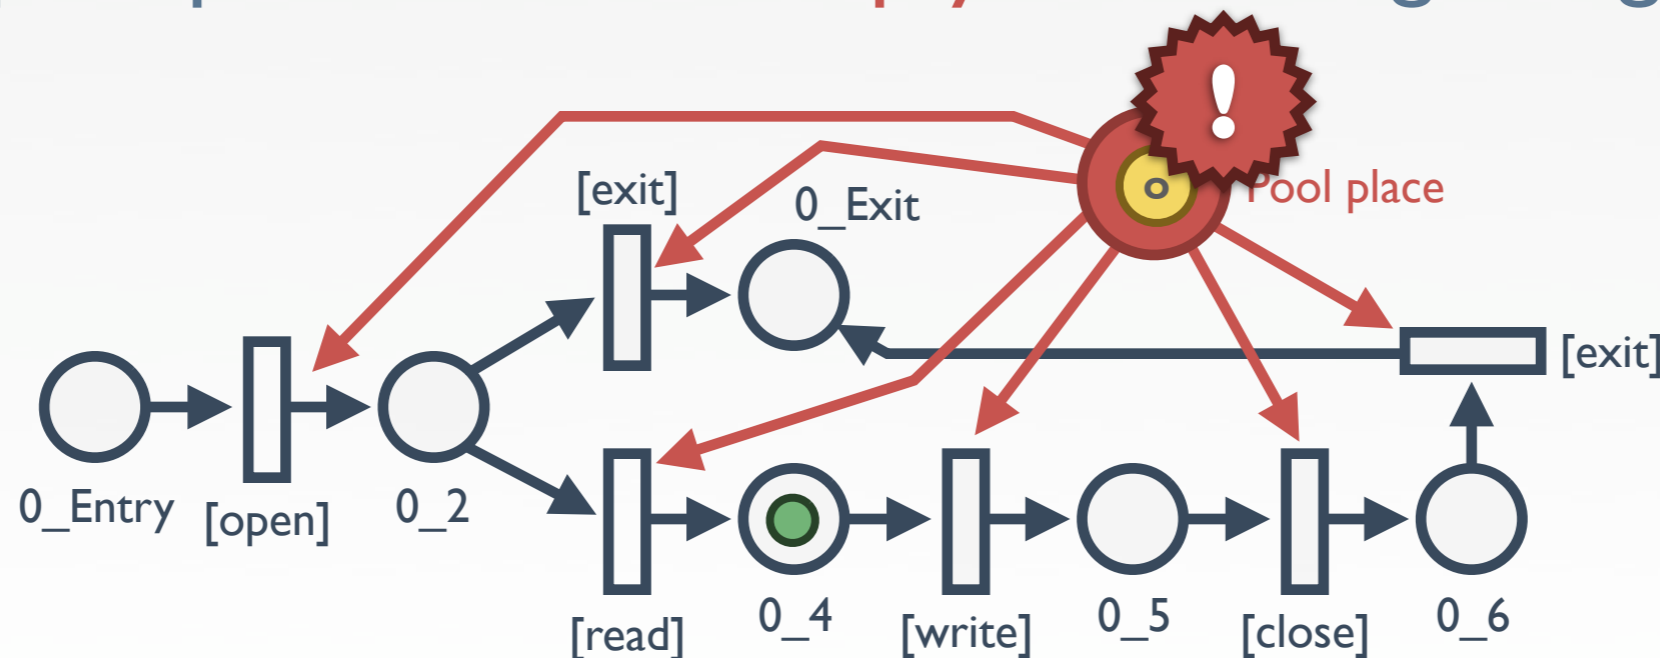 !
o
Pool place
[exit]
0_Exit
[exit]
0_Entry
[open]
0_2
[read]
0_4
[write]
0_5
[close]
0_6